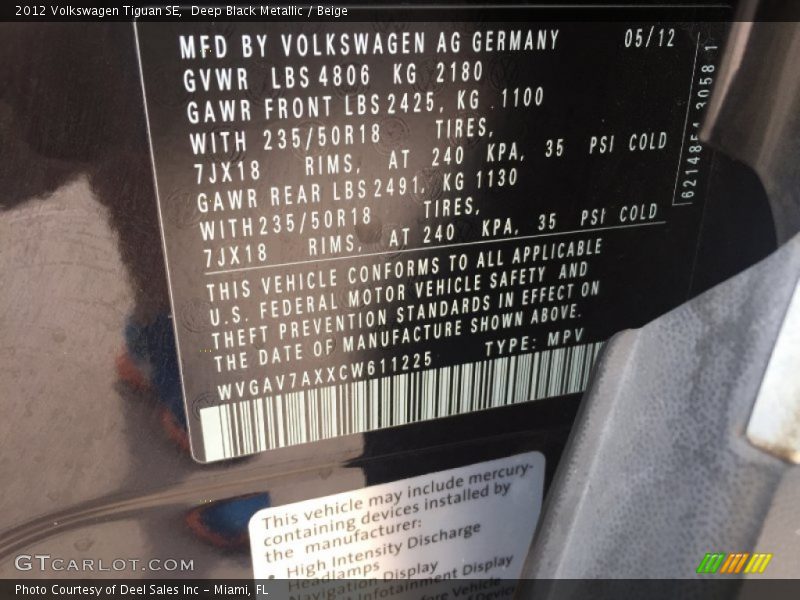 2012 Volkswagen Tiguan SE, Deep Black Metallic / Beige
MFD BY VOLKSWAGEN AG GERMANY 05/12
GVWR LBS 4806 KG 2180
GAWR FRONT LBS 2425, KG 1100
WITH 235/50R18 TIRES,
7JX18 RIMS, AT 240 KPA, 35 PSI COLD
GAWR REAR LBS 2491, KG 1130
WITH 235/50R18 TIRES,
7JX18 RIMS, AT 240 KPA, 35 PSI COLD
THIS VEHICLE CONFORMS TO ALL APPLICABLE
U.S. FEDERAL MOTOR VEHICLE SAFETY AND
THEFT PREVENTION STANDARDS IN EFFECT ON
THE DATE OF MANUFACTURE SHOWN ABOVE.
WVGAV7AXXCW611225 TYPE: MPV
This vehicle may include mercury-
containing devices installed by
the manufacturer:
High Intensity Discharge
Headlamps
Navigation Display
Infotainment Display
GTCARLOT.COM
Photo Courtesy of Deel Sales Inc – Miami, FL